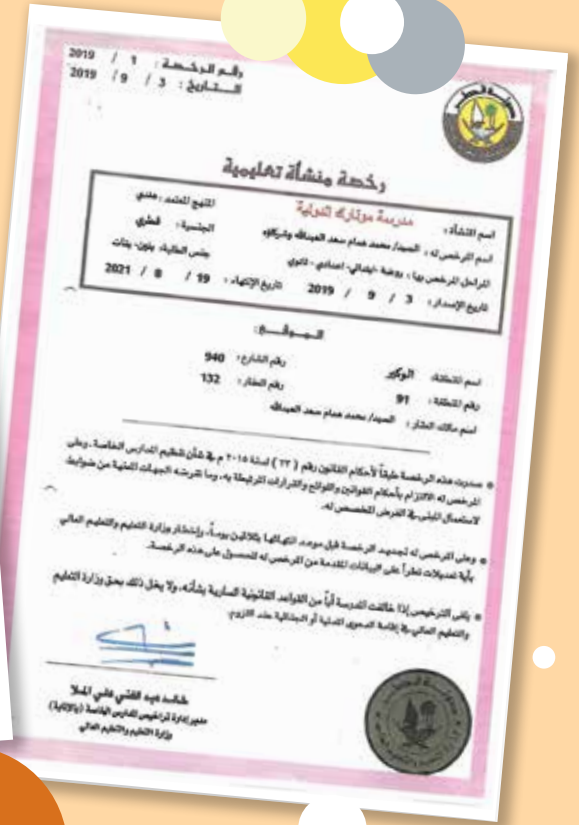 رقم الرخصة : 1 / 2019
التاريخ : 3 / 9 / 2019
رخصة منشأة تعليمية
اسم المنشأة : مدرسة مونارك الدولية المنهج المعتمد : هندي
اسم المرخص له : السيد/ محمد همام سعد العبدالله وشركاؤه الجنسية : قطري
المراحل المرخص بها : روضة -ابتدائي- اعدادي - ثانوي جنس الطلبة: بنون- بنات
تاريخ الإصدار : 3 / 9 / 2019 تاريخ الإنتهاء : 19 / 8 / 2021
الموقع :
اسم المنطقة الوكير رقم الشارع : 940
رقم المنطقة : 91 رقم العقار : 132
اسم مالك العقار : السيد/ محمد همام سعد العبدالله
صدرت هذه الرخصة طبقاً لأحكام القانون رقم ( ٢٣ ) لسنة ٢٠١٥ م في شأن تنظيم المدارس الخاصة، وعلى
المرخص له الالتزام بأحكام القوانين واللوائح والقرارات المرتبطة به، وما تفرضه الجهات المعنية من ضوابط
لاستعمال المبنى في الغرض المخصص له.
وعلى المرخص له تجديد الرخصة قبل موعد انتهائها بثلاثين يوماً، وإخطار وزارة التعليم والتعليم العالي
بأية تعديلات تطرأ على البيانات المقدمة من المرخص له للحصول على هذه الرخصة.
يلغى الترخيص إذا خالفت المدرسة أياً من القواعد القانونية السارية بشأنه، ولا يخل ذلك بحق وزارة التعليم
والتعليم العالي في إقامة الدعوى المدنية أو الجنائية عند اللزوم.
خالد عبد الغني علي الملا
مدير إدارة تراخيص المدارس الخاصة (بالإنابة)
وزارة التعليم والتعليم العالي